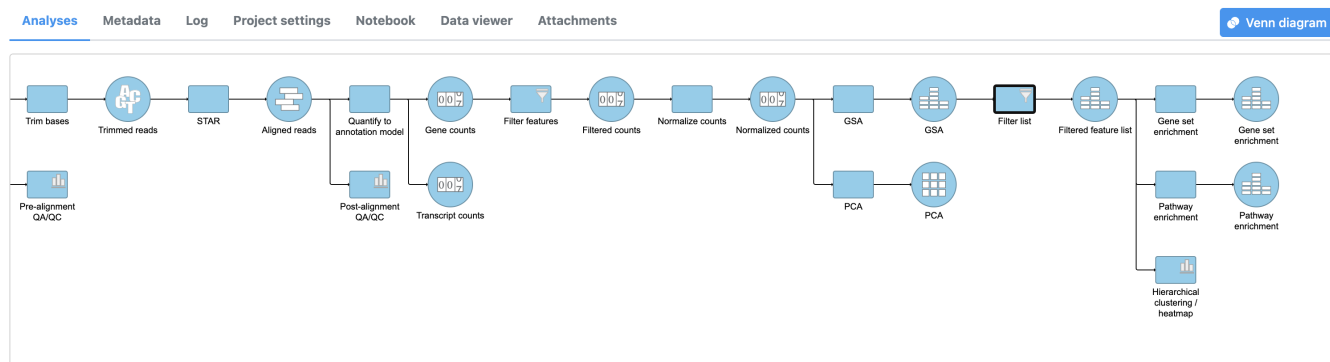 Analyses Metadata Log Project settings Notebook Data viewer Attachments
Venn diagram
Trim bases
Trimmed reads
STAR
Aligned reads
Quantify to
annotation model
Gene counts
Filter features
Filtered counts
Normalize counts
Normalized counts
GSA
GSA
Filter list
Filtered feature list
Gene set
enrichment
Gene set
enrichment
Pre-alignment
QA/QC
Post-alignment
QA/QC
Transcript counts
PCA
PCA
Pathway
enrichment
Pathway
enrichment
Hierarchical
clustering /
heatmap